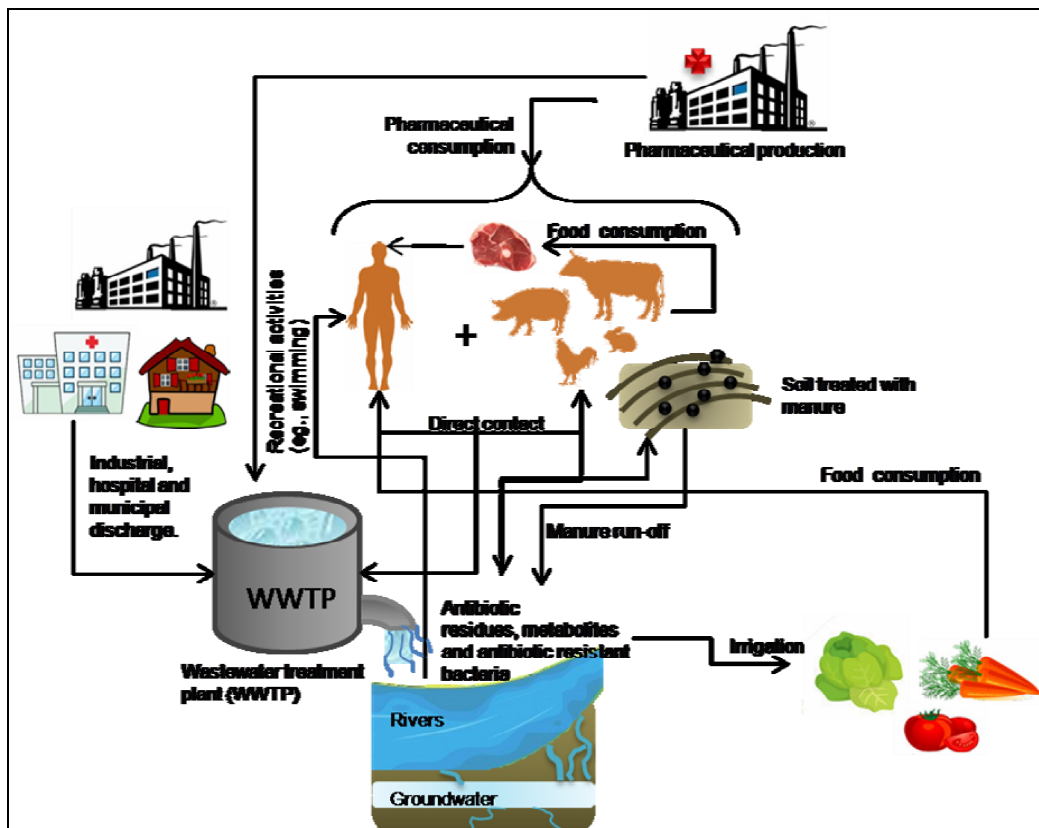 Pharmaceutical
consumption
Pharmaceutical production
Food consumption
Recreational activities
(eg., swimming)
+
Soil treated with
manure
Direct contact
Industrial,
hospital and
municipal
discharge.
Food consumption
Manure run-off
WWTP
Antibiotic
residues, metabolites
and antibiotic resistant
bacteria
Irrigation
Wastewater treatment
plant (WWTP)
Rivers
Groundwater